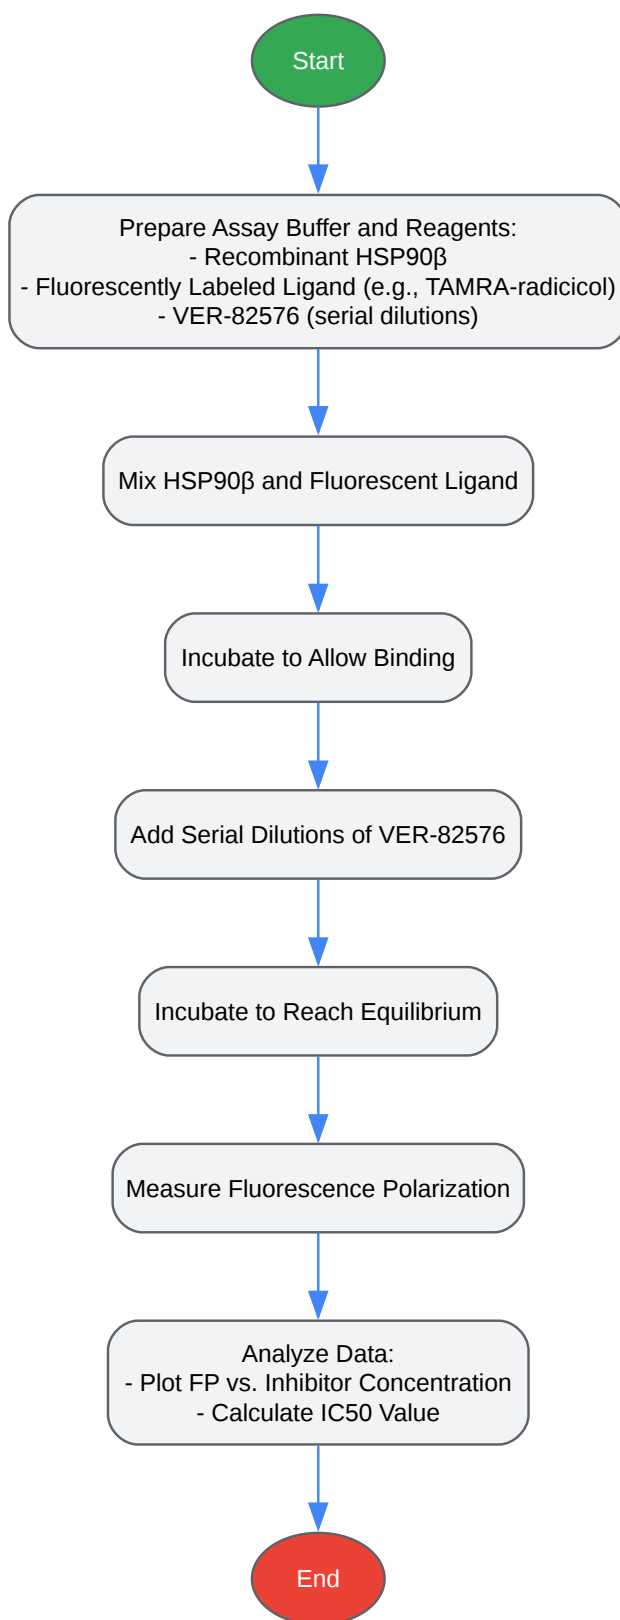 Start
Prepare Assay Buffer and Reagents:
- Recombinant HSP90β
- Fluorescently Labeled Ligand (e.g., TAMRA-radicicol)
- VER-82576 (serial dilutions)
Mix HSP90β and Fluorescent Ligand
Incubate to Allow Binding
Add Serial Dilutions of VER-82576
Incubate to Reach Equilibrium
Measure Fluorescence Polarization
Analyze Data:
- Plot FP vs. Inhibitor Concentration
- Calculate IC50 Value
End